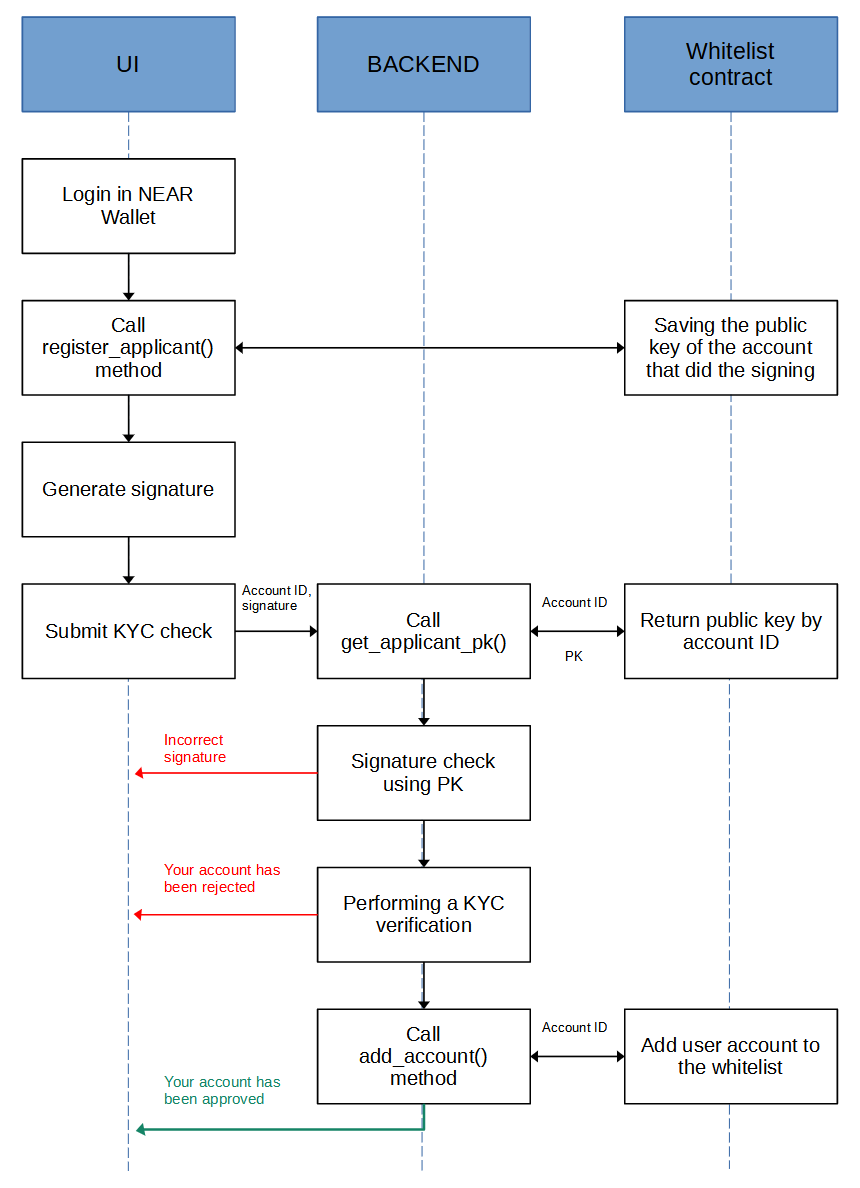 UI
BACKEND
Whitelist
contract
Login in NEAR
Wallet
Call
register_applicant()
method
Saving the public
key of the account
that did the signing
Generate signature
Submit KYC check
Account ID,
signature
Call
get_applicant_pk()
Account ID
PK
Return public key by
account ID
Incorrect
signature
Signature check
using PK
Your account has
been rejected
Performing a KYC
verification
Call
add_account()
method
Account ID
Add user account to
the whitelist
Your account has
been approved